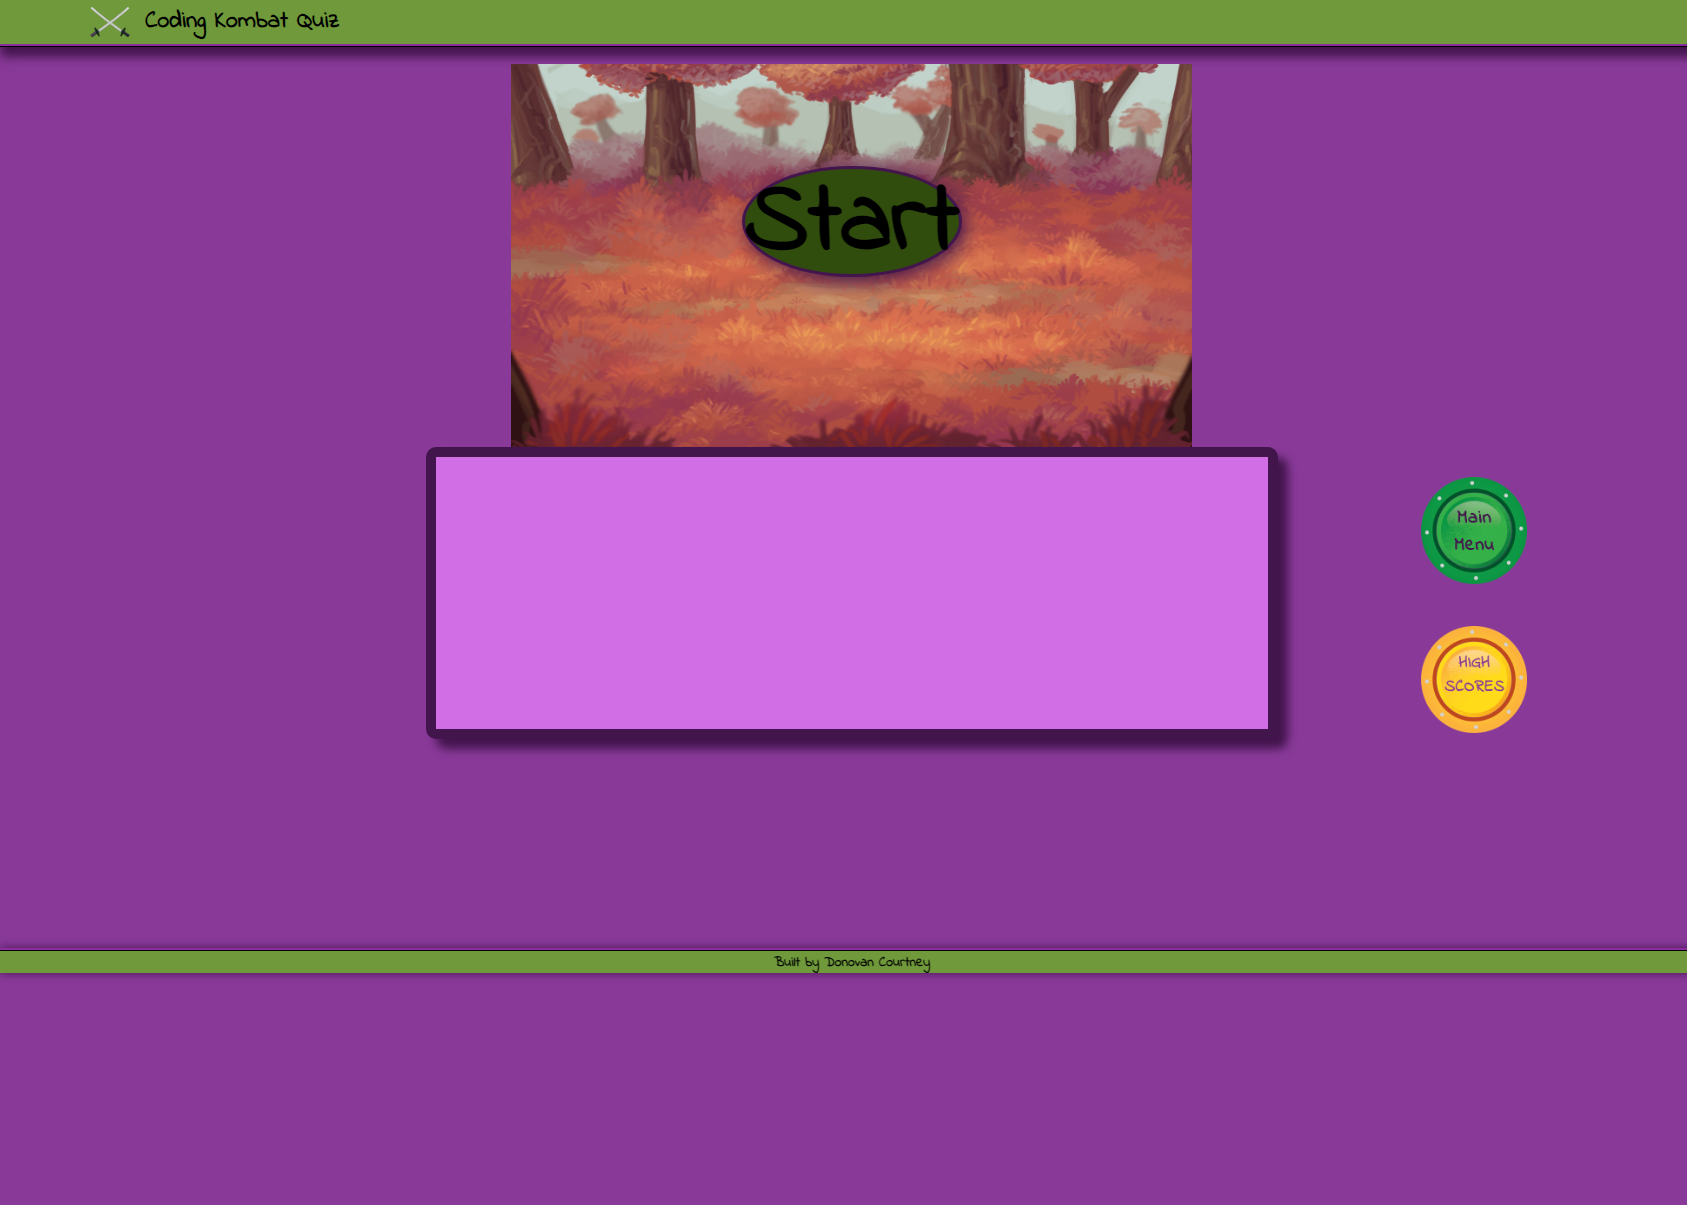 Coding Kombat Quiz
Start
Main
Menu
HIGH
SCORES
Built by Donovan Courtney